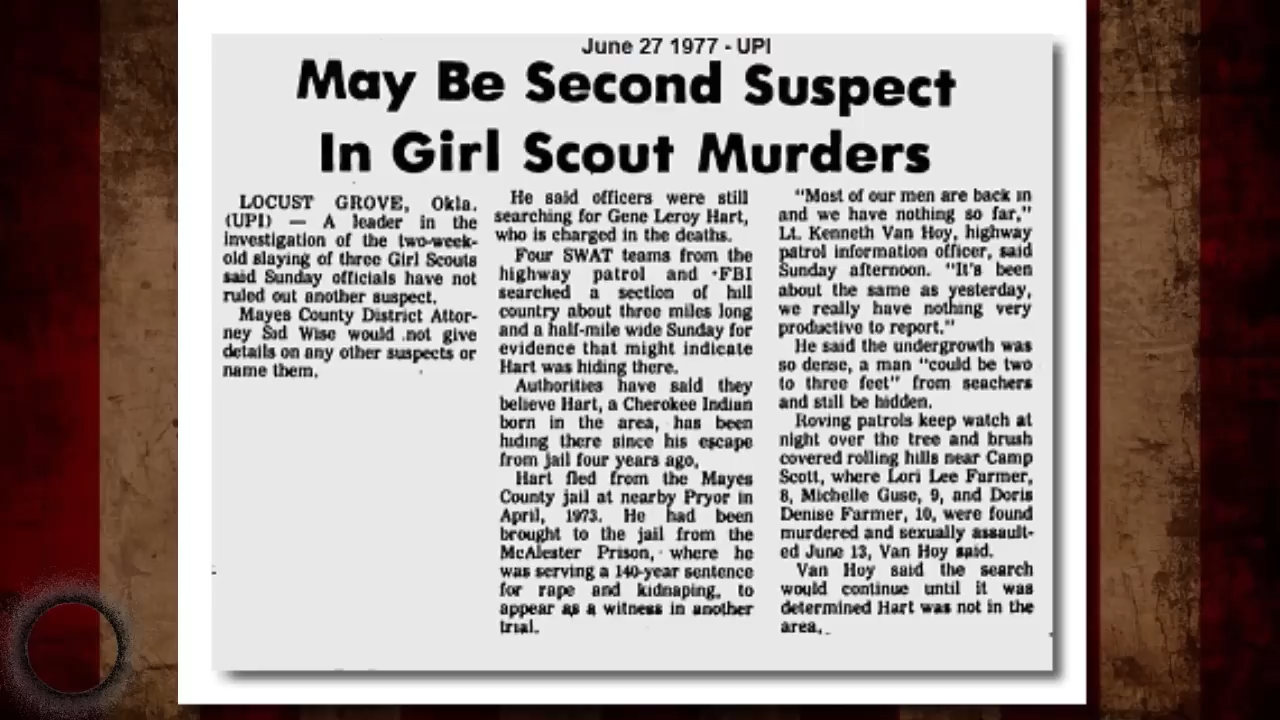 June 27 1977 - UPI
May Be Second Suspect
In Girl Scout Murders
LOCUST GROVE, Okla.
(UPI) — A leader in the
investigation of the two-week-
old slaying of three Girl Scouts
said Sunday officials have not
ruled out another suspect.
Mayes County District Attor-
ney Sid Wise would not give
details on any other suspects or
name them.
He said officers were still
searching for Gene Leroy Hart,
who is charged in the deaths.
Four SWAT teams from the
highway patrol and FBI
searched a section of hill
country about three miles long
and a half-mile wide Sunday for
evidence that might indicate
Hart was hiding there.
Authorities have said they
believe Hart, a Cherokee Indian
born in the area, has been
hiding there since his escape
from jail four years ago.
Hart fled from the Mayes
County jail at nearby Pryor in
April, 1973. He had been
brought to the jail from the
McAlester Prison, where he
was serving a 140-year sentence
for rape and kidnaping, to
appear as a witness in another
trial.
"Most of our men are back in
and we have nothing so far,"
Lt. Kenneth Van Hoy, highway
patrol information officer, said
Sunday afternoon. "It's been
about the same as yesterday,
we really have nothing very
productive to report."
He said the undergrowth was
so dense, a man "could be two
to three feet" from seachers
and still be hidden.
Roving patrols keep watch at
night over the tree and brush
covered rolling hills near Camp
Scott, where Lori Lee Farmer,
8, Michelle Guse, 9, and Doris
Denise Farmer, 10, were found
murdered and sexually assault-
ed June 13, Van Hoy said.
Van Hoy said the search
would continue until it was
determined Hart was not in the
area.